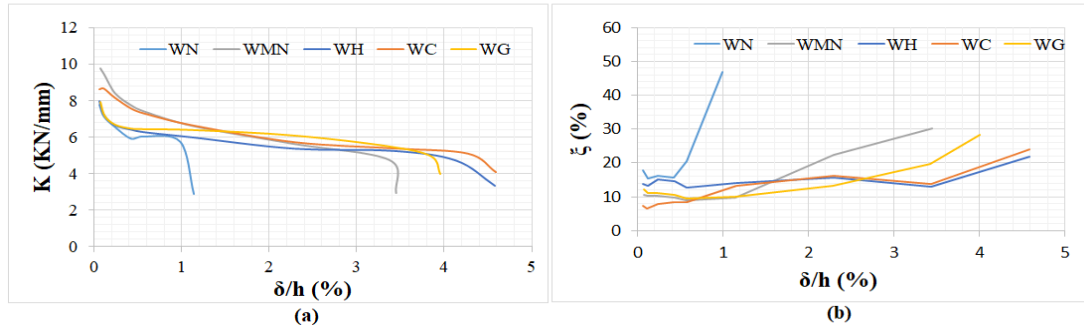 K (KN/mm)
12
10
8
6
4
2
0
WN WMN WH WC WG
0 1 2 3 4 5
δ/h (%)
(a)
ξ (%)
60
50
40
30
20
10
0
WN WMN WH WC WG
0 1 2 3 4 5
δ/h (%)
(b)